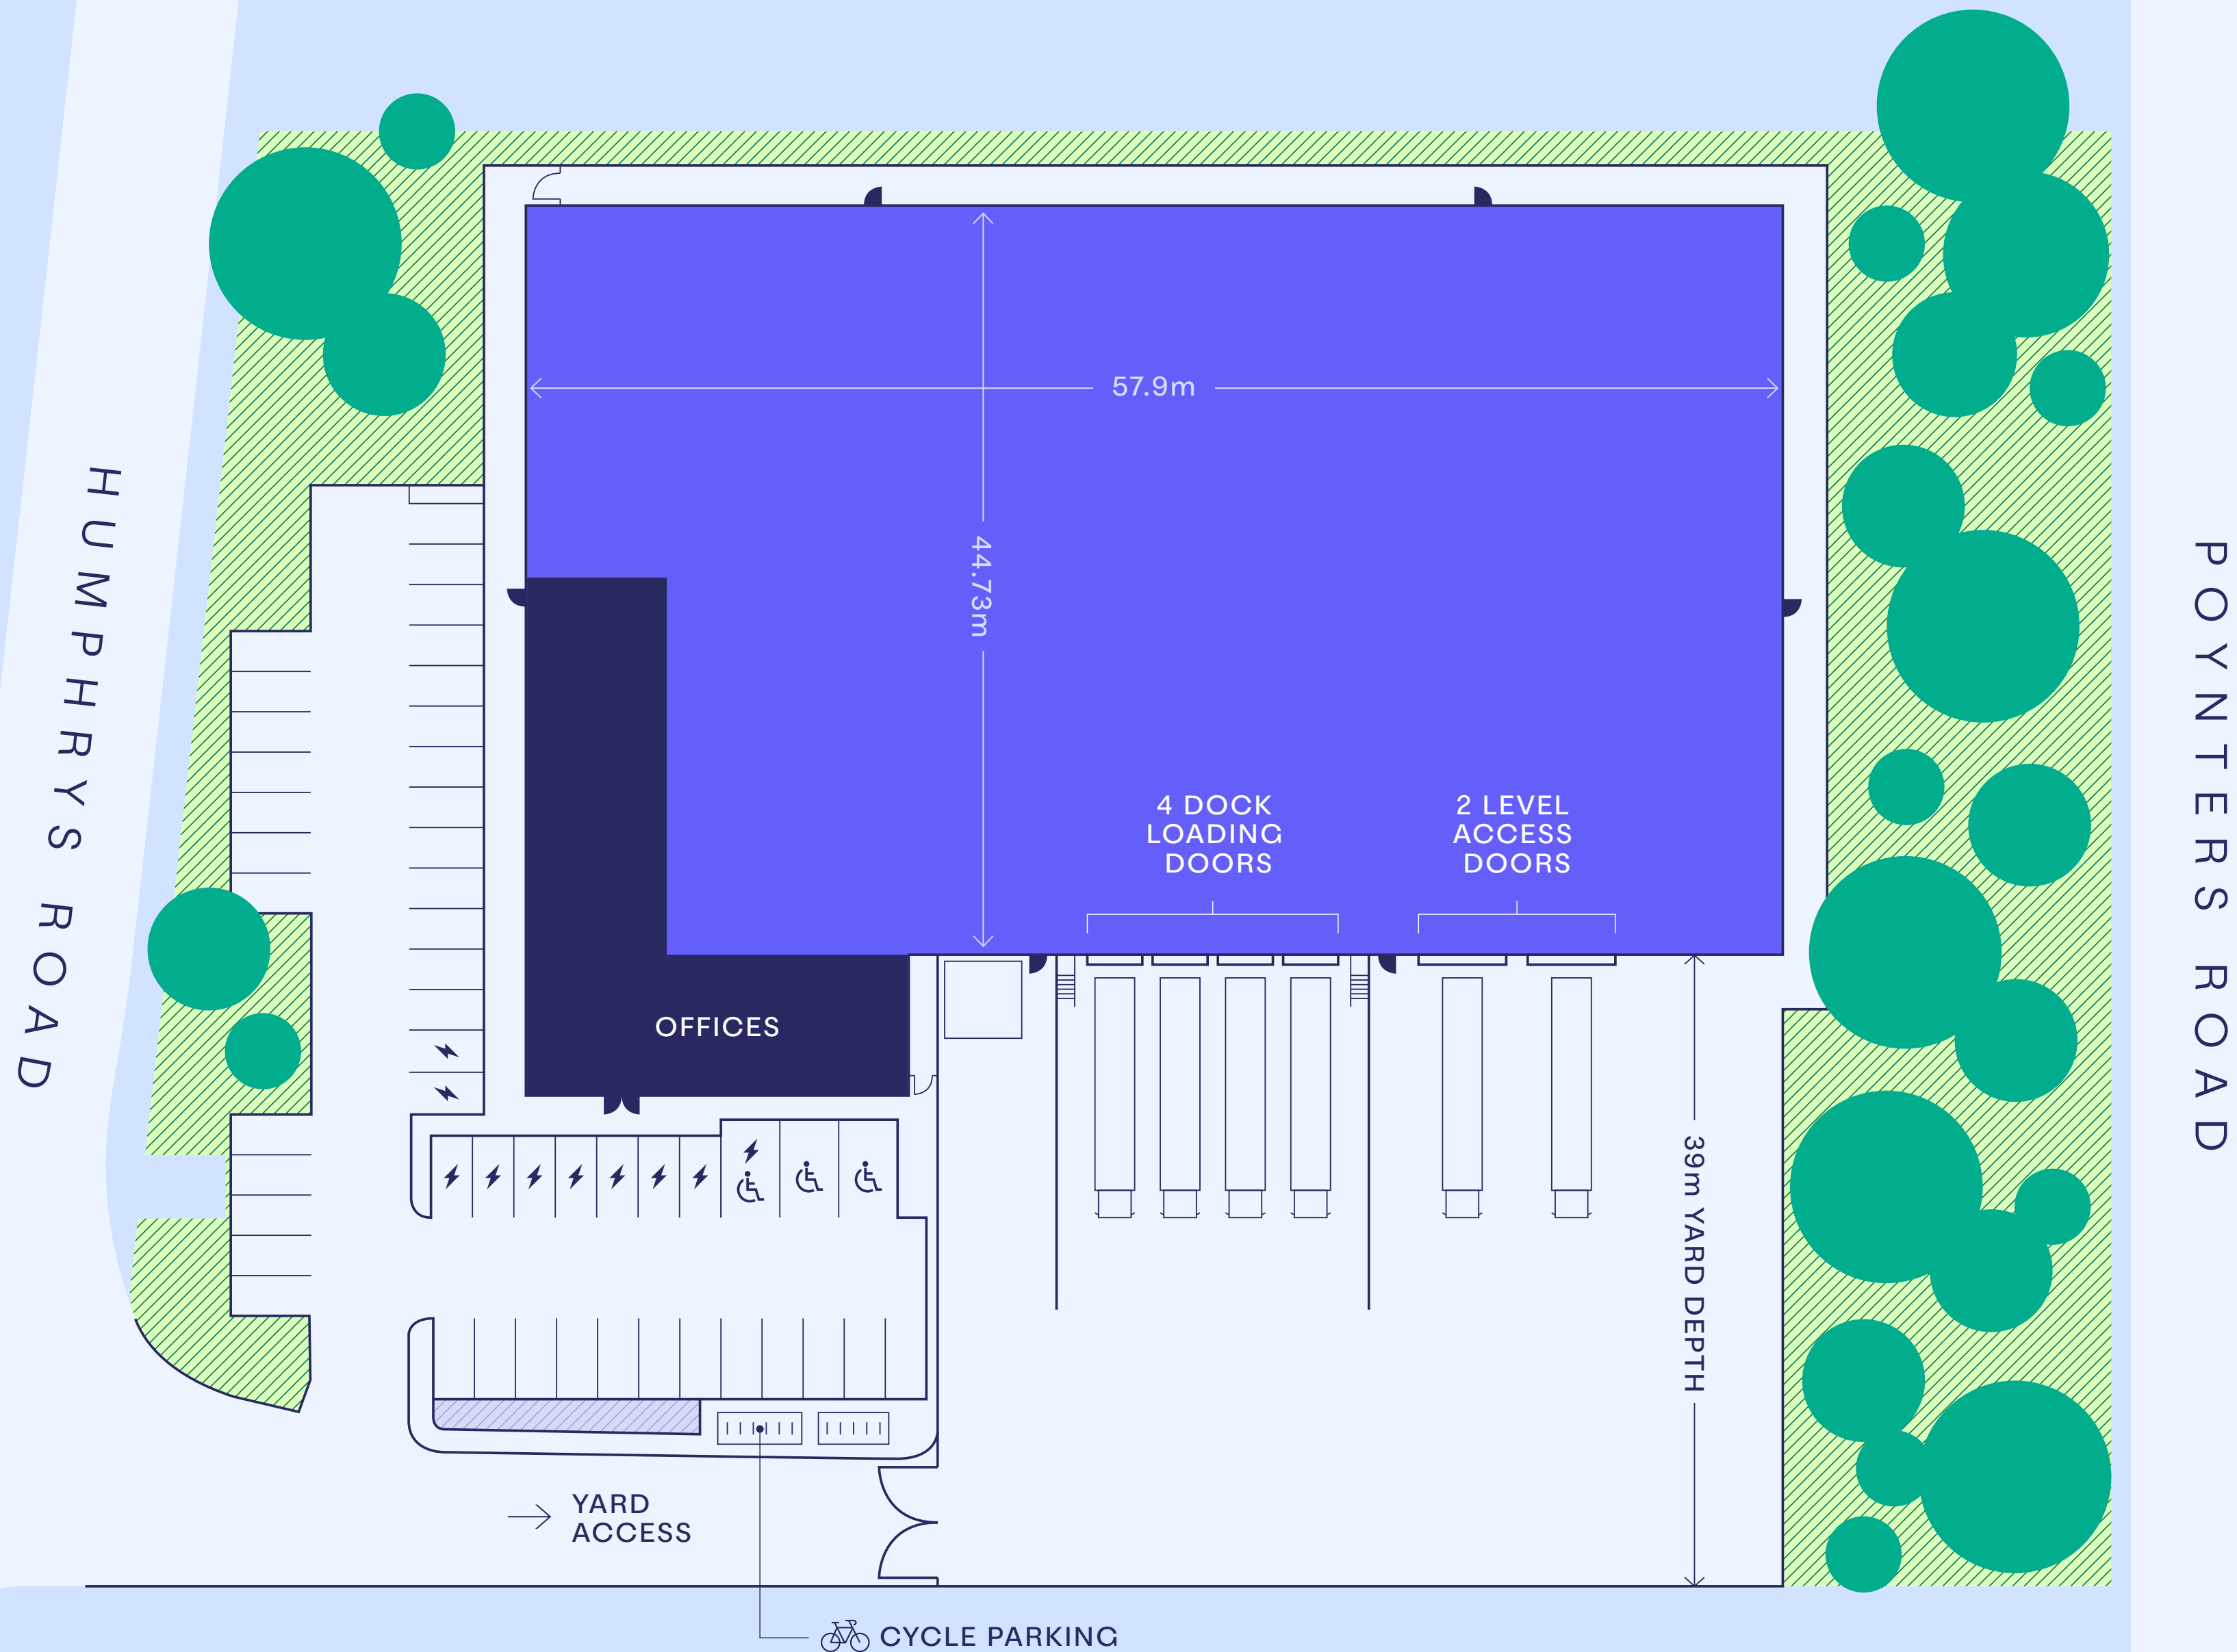 HUMPHRYS ROAD
57.9m
44.73m
4 DOCK
LOADING
DOORS
2 LEVEL
ACCESS
DOORS
OFFICES
39m YARD DEPTH
POYNTERS ROAD
YARD
ACCESS
CYCLE PARKING